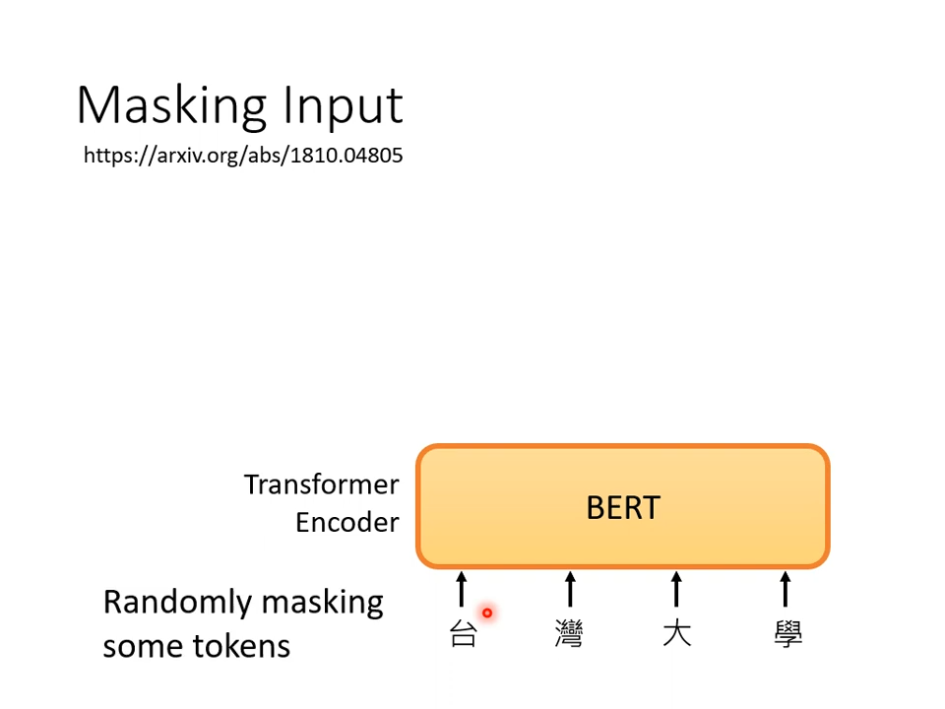 Masking Input
https://arxiv.org/abs/1810.04805
Transformer
Encoder
BERT
Randomly masking
some tokens
台 灣 大 學